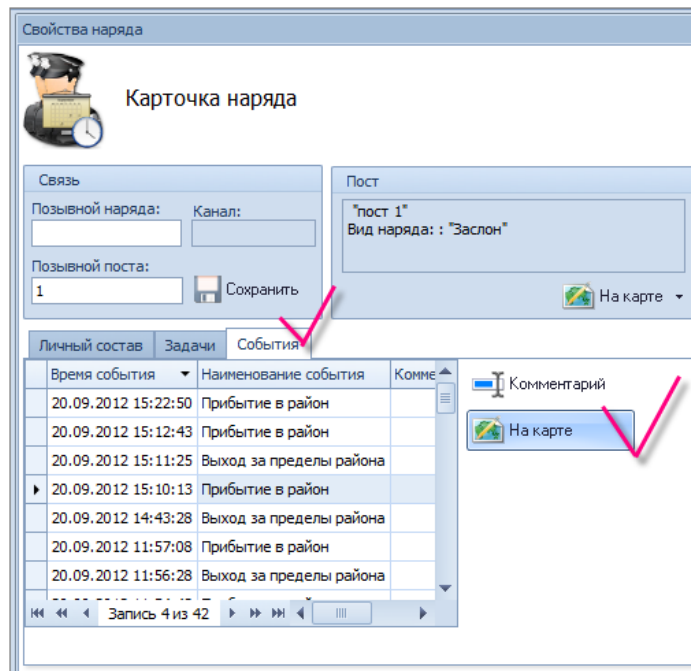 Свойства наряда
Карточка наряда
Связь
Позывной наряда: Канал:
Позывной поста:
1
Сохранить
Пост
"пост 1"
Вид наряда: : "Заслон"
На карте
Личный состав Задачи События
Время события Наименование события Комме
20.09.2012 15:22:50 Прибытие в район
20.09.2012 15:12:43 Прибытие в район
20.09.2012 15:11:25 Выход за пределы района
20.09.2012 15:10:13 Прибытие в район
20.09.2012 14:43:28 Выход за пределы района
20.09.2012 11:57:08 Прибытие в район
20.09.2012 11:56:28 Выход за пределы района
Запись 4 из 42
Комментарий
На карте